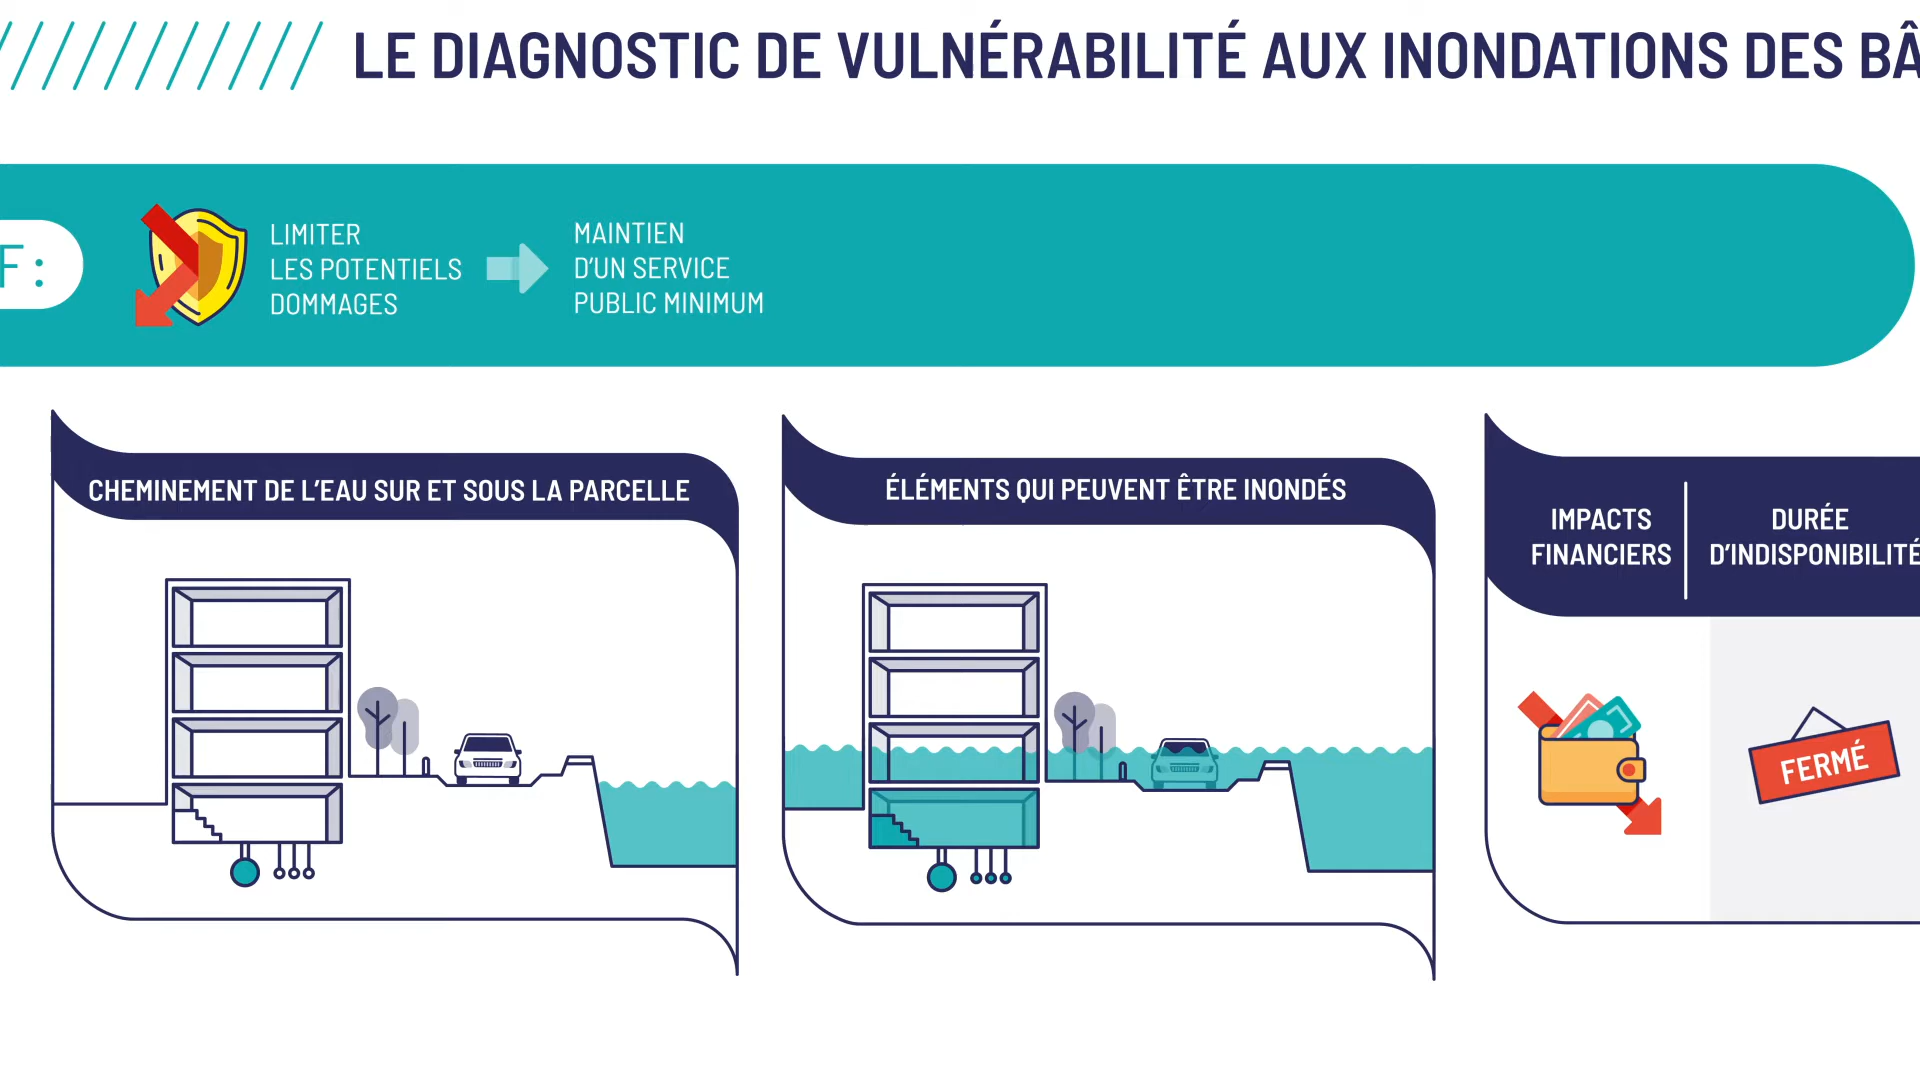 LE DIAGNOSTIC DE VULNÉRABILITÉ AUX INONDATIONS DES BÂ
F :
LIMITER
LES POTENTIELS
DOMMAGES
MAINTIEN
D'UN SERVICE
PUBLIC MINIMUM
CHEMINEMENT DE L'EAU SUR ET SOUS LA PARCELLE
ÉLÉMENTS QUI PEUVENT ÊTRE INONDÉS
IMPACTS
FINANCIERS
DURÉE
D'INDISPONIBILITÉ
FERMÉ